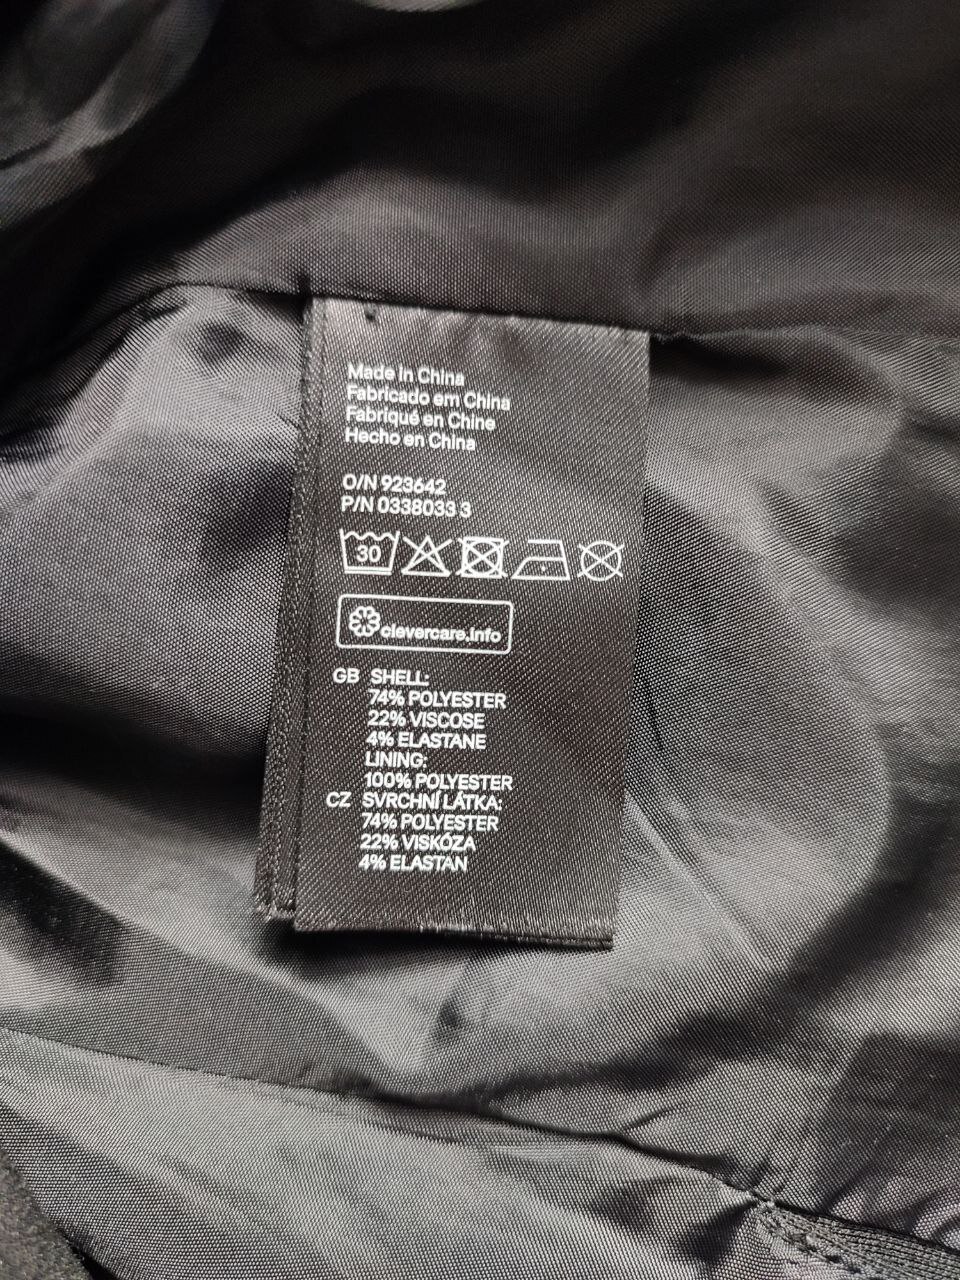 Made in China
Fabricado em China
Fabriqué en Chine
Hecho en China
O/N 923642
P/N 0338033 3
30
clevercare.info
GB SHELL:
74% POLYESTER
22% VISCOSE
4% ELASTANE
LINING:
100% POLYESTER
CZ SVRCHNÍ LÁTKA:
74% POLYESTER
22% VISKÓZA
4% ELASTAN